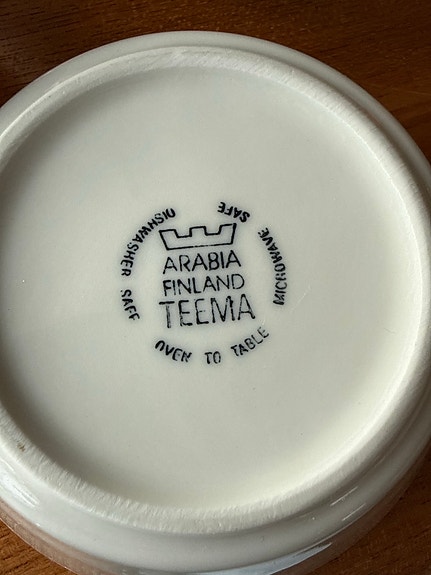 ARABIA
FINLAND
TEEMA
DISHWASHER SAFE
OVEN TO TABLE
MICROWAVE SAFE